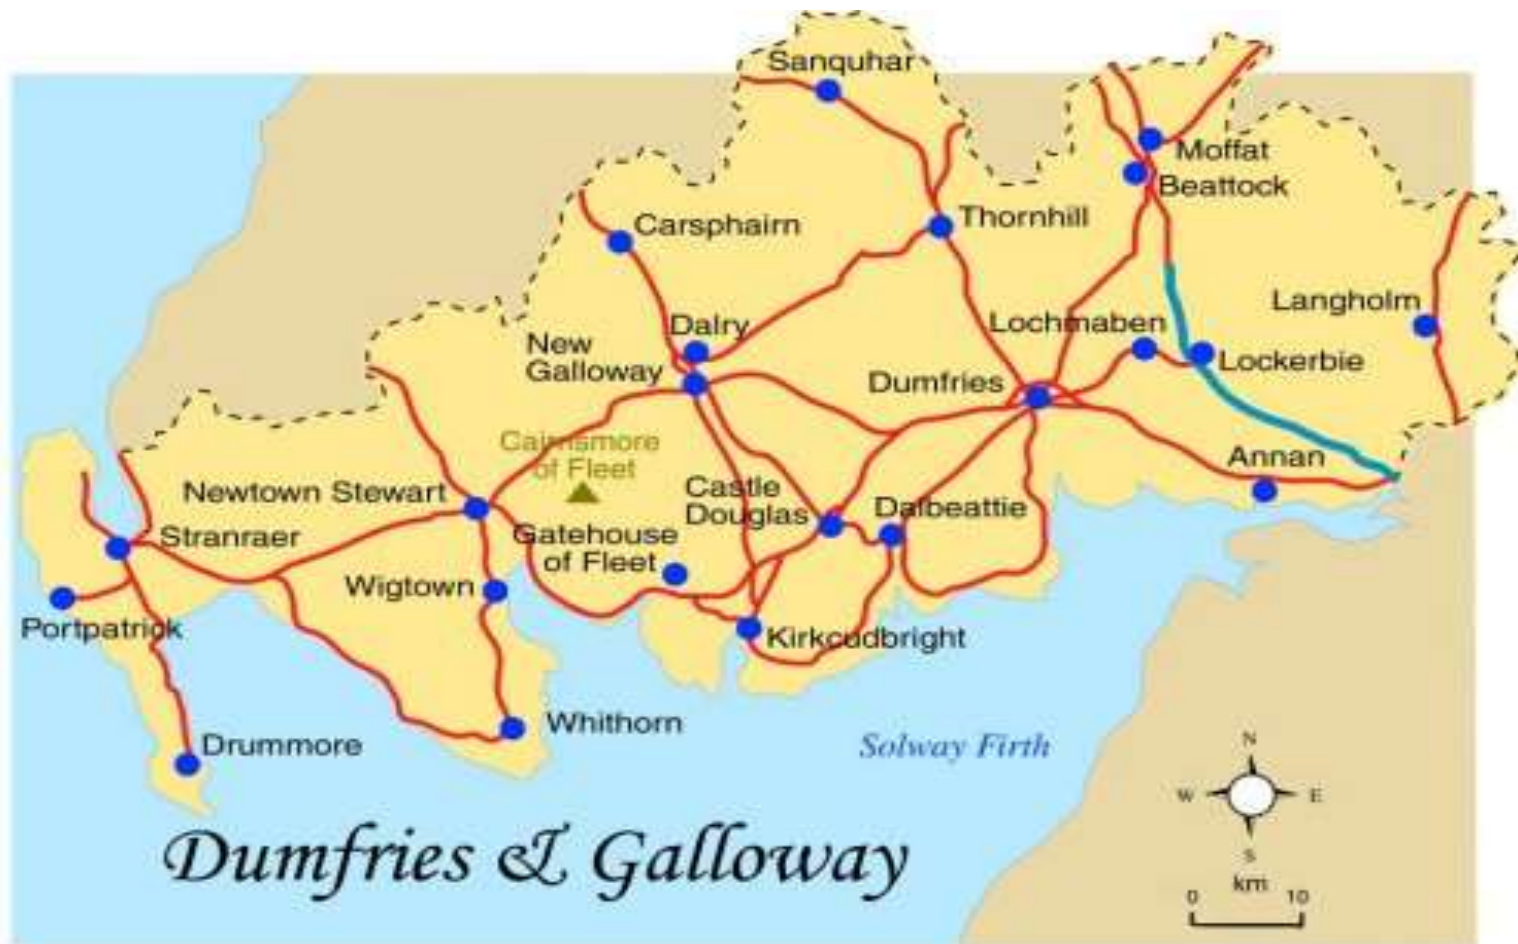 Sanquhar
Moffat
Beattock
Carsphairn
Thornhill
Langholm
Dalry
Lochmaben
New
Galloway
Lockerbie
Dumfries
Cairnsmore
of Fleet
Annan
Newtown Stewart
Castle
Douglas
Dalbeattie
Stranraer
Gatehouse
of Fleet
Wigtown
Portpatrick
Kirkcudbright
Whithorn
Drummore
Solway Firth
N
W
E
S
km
0 10
Dumfries & Galloway